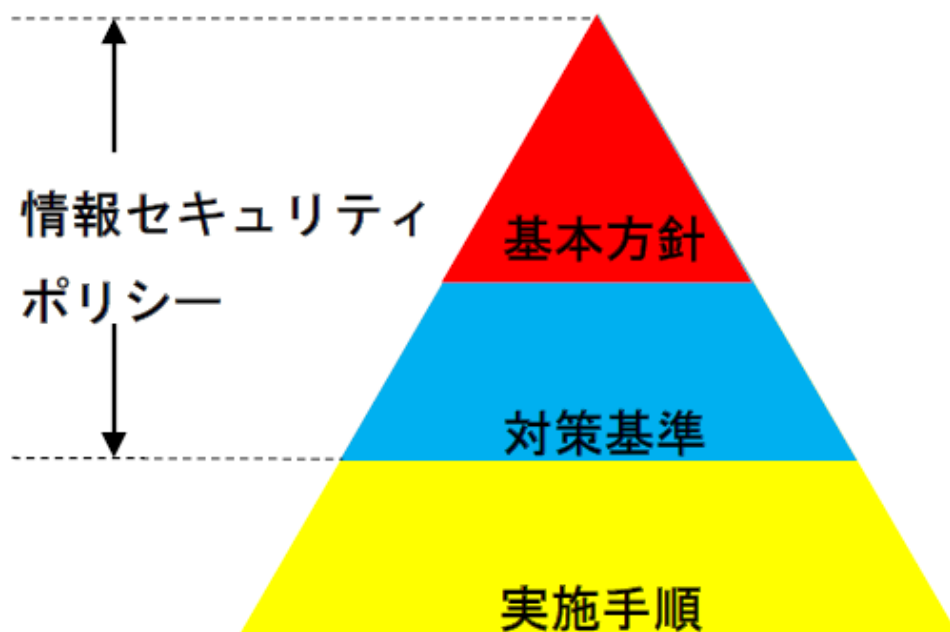 情報セキュリティ
ポリシー
基本方針
対策基準
実施手順